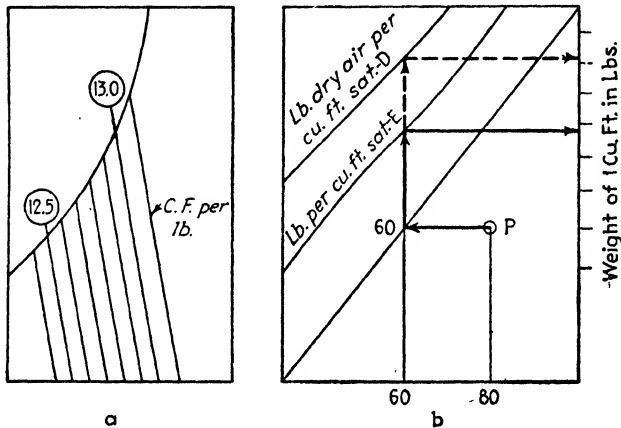 13.0
12.5
C.F. per
lb.
a
Lb. dry air per
cu. ft. sat.-D
Lb. per cu. ft. sat.-E
60
P
60
80
b
Weight of 1 Cu. Ft. in Lbs.